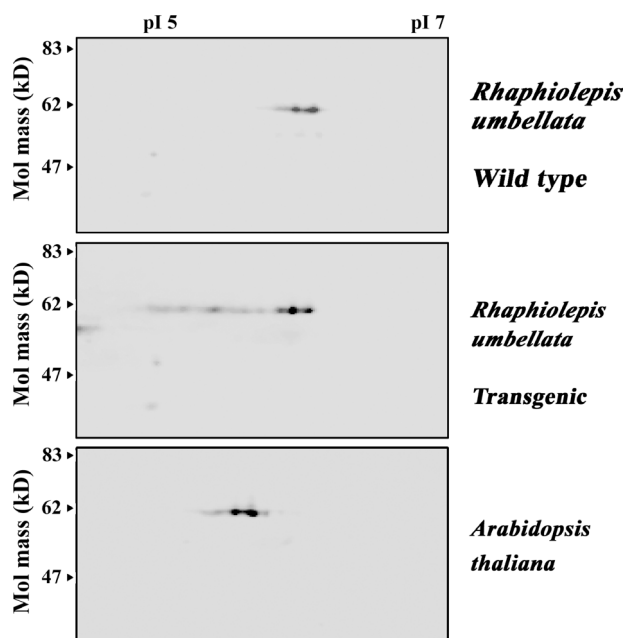 pI 5 pI 7
83
62
47
Mol mass (kD)
Rhaphiolepis
umbellata
Wild type
83
62
47
Mol mass (kD)
Rhaphiolepis
umbellata
Transgenic
83
62
47
Mol mass (kD)
Arabidopsis
thaliana